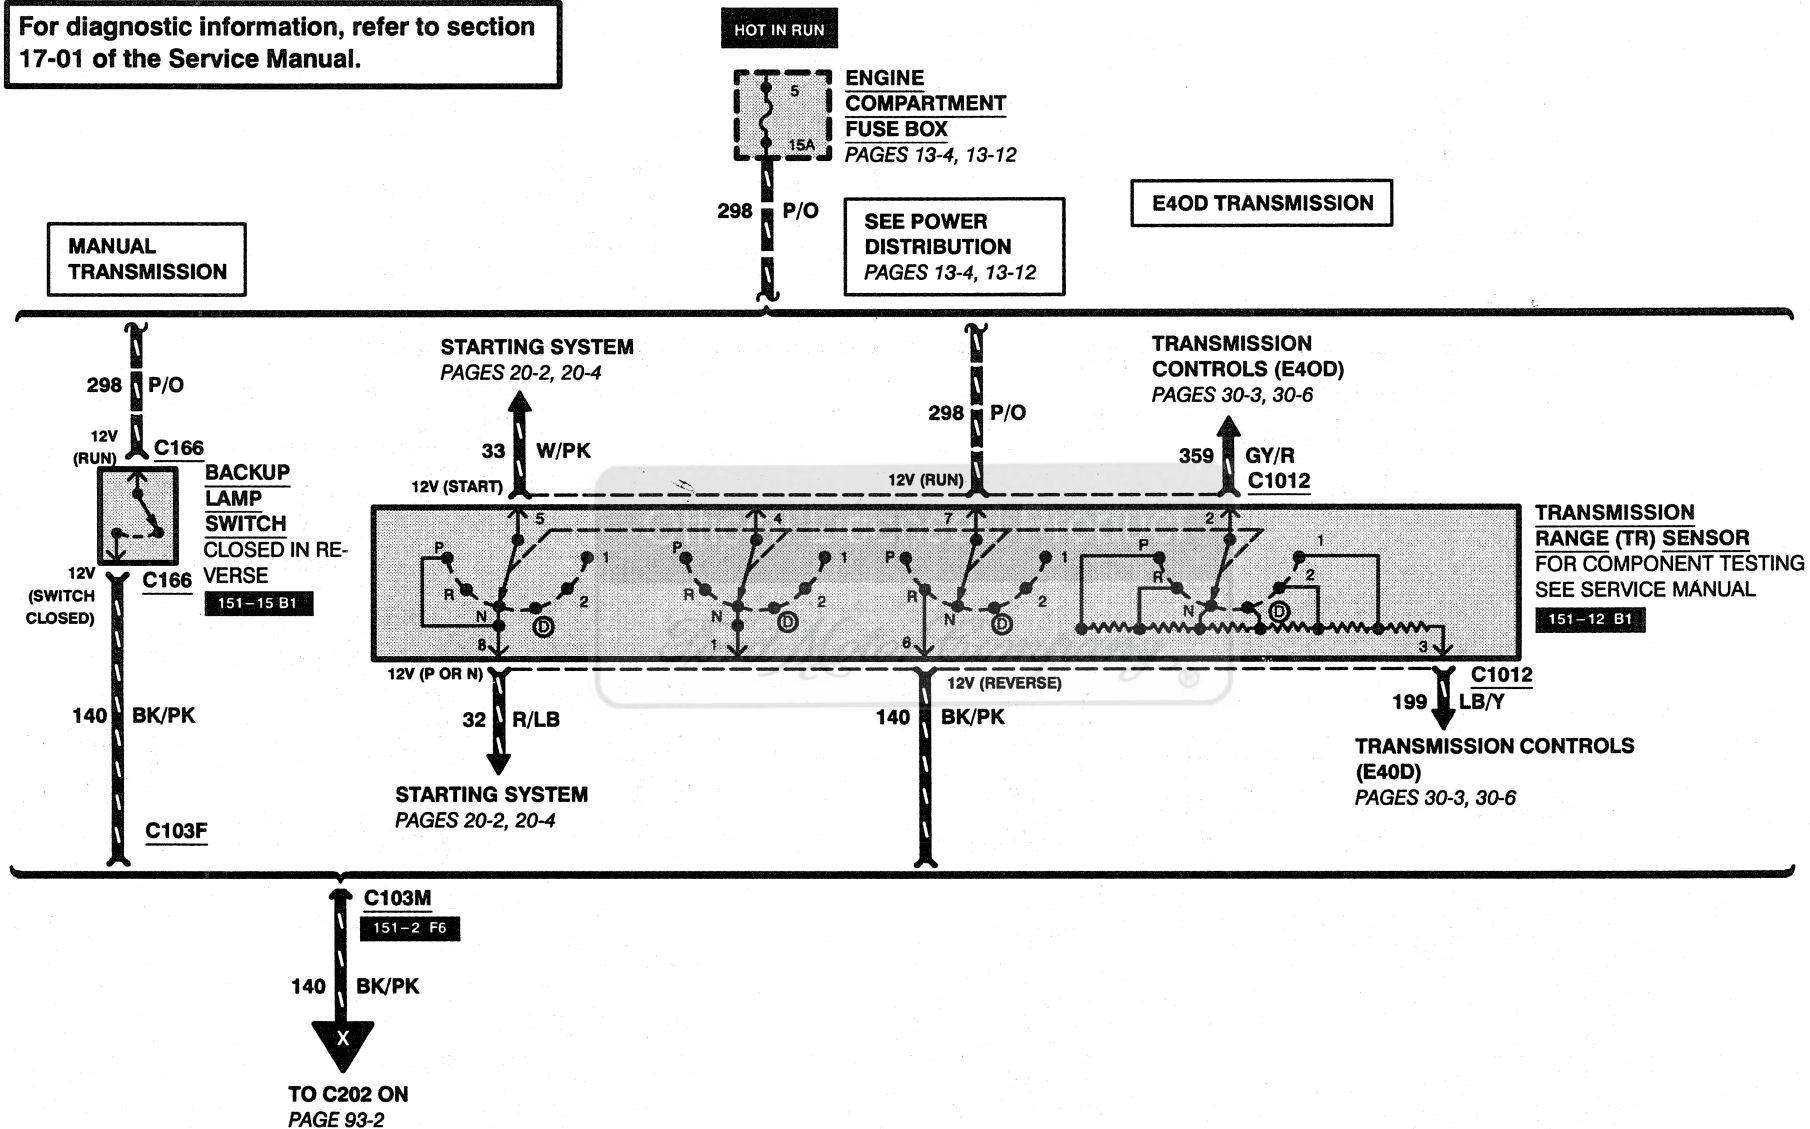 For diagnostic information, refer to section
17-01 of the Service Manual.
HOT IN RUN
5
15A
ENGINE
COMPARTMENT
FUSE BOX
PAGES 13-4, 13-12
298 P/O
SEE POWER
DISTRIBUTION
PAGES 13-4, 13-12
E4OD TRANSMISSION
MANUAL
TRANSMISSION
298 P/O
12V
(RUN)
C166
BACKUP
LAMP
SWITCH
CLOSED IN RE-
VERSE
151-15 B1
12V
(SWITCH
CLOSED)
C166
140 BK/PK
C103F
STARTING SYSTEM
PAGES 20-2, 20-4
33 W/PK
12V (START)
298 P/O
12V (RUN)
TRANSMISSION
CONTROLS (E4OD)
PAGES 30-3, 30-6
359 GY/R
C1012
5 4 7 2
P R N D 2 1
P R N D 2 1
P R N D 2 1
P R N D 2 1
8 1 6 3
Ford Motor Company
®
TRANSMISSION
RANGE (TR) SENSOR
FOR COMPONENT TESTING
SEE SERVICE MANUAL
151-12 B1
12V (P OR N)
32 R/LB
STARTING SYSTEM
PAGES 20-2, 20-4
12V (REVERSE)
140 BK/PK
C1012
199 LB/Y
TRANSMISSION CONTROLS
(E40D)
PAGES 30-3, 30-6
C103M
151-2 F6
140 BK/PK
X
TO C202 ON
PAGE 93-2